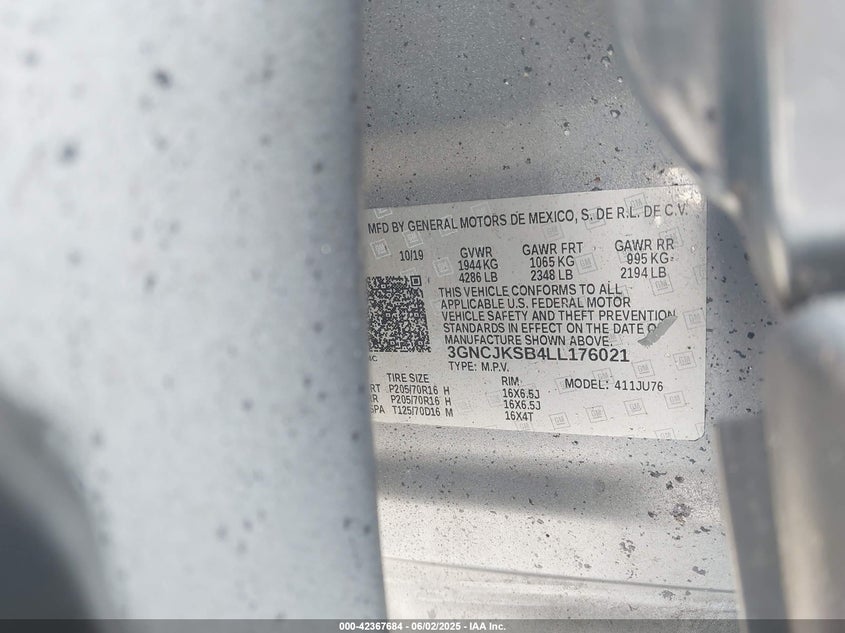 MFD BY GENERAL MOTORS DE MEXICO, S. DE R.L. DE C.V.
10/19 GVWR GAWR FRT GAWR RR
1944 KG 1065 KG 995 KG
4286 LB 2348 LB 2194 LB
THIS VEHICLE CONFORMS TO ALL
APPLICABLE U.S. FEDERAL MOTOR
VEHICLE SAFETY AND THEFT PREVENTION
STANDARDS IN EFFECT ON THE DATE OF
MANUFACTURE SHOWN ABOVE.
3GNCJKSB4LL176021
TYPE: M.P.V.
TIRE SIZE RIM MODEL: 411JU76
RT P205/70R16 H 16X6.5J
R P205/70R16 H 16X6.5J
SPA T125/70D16 M 16X4T
000-42367684 / 06/02/2025 - IAA Inc.